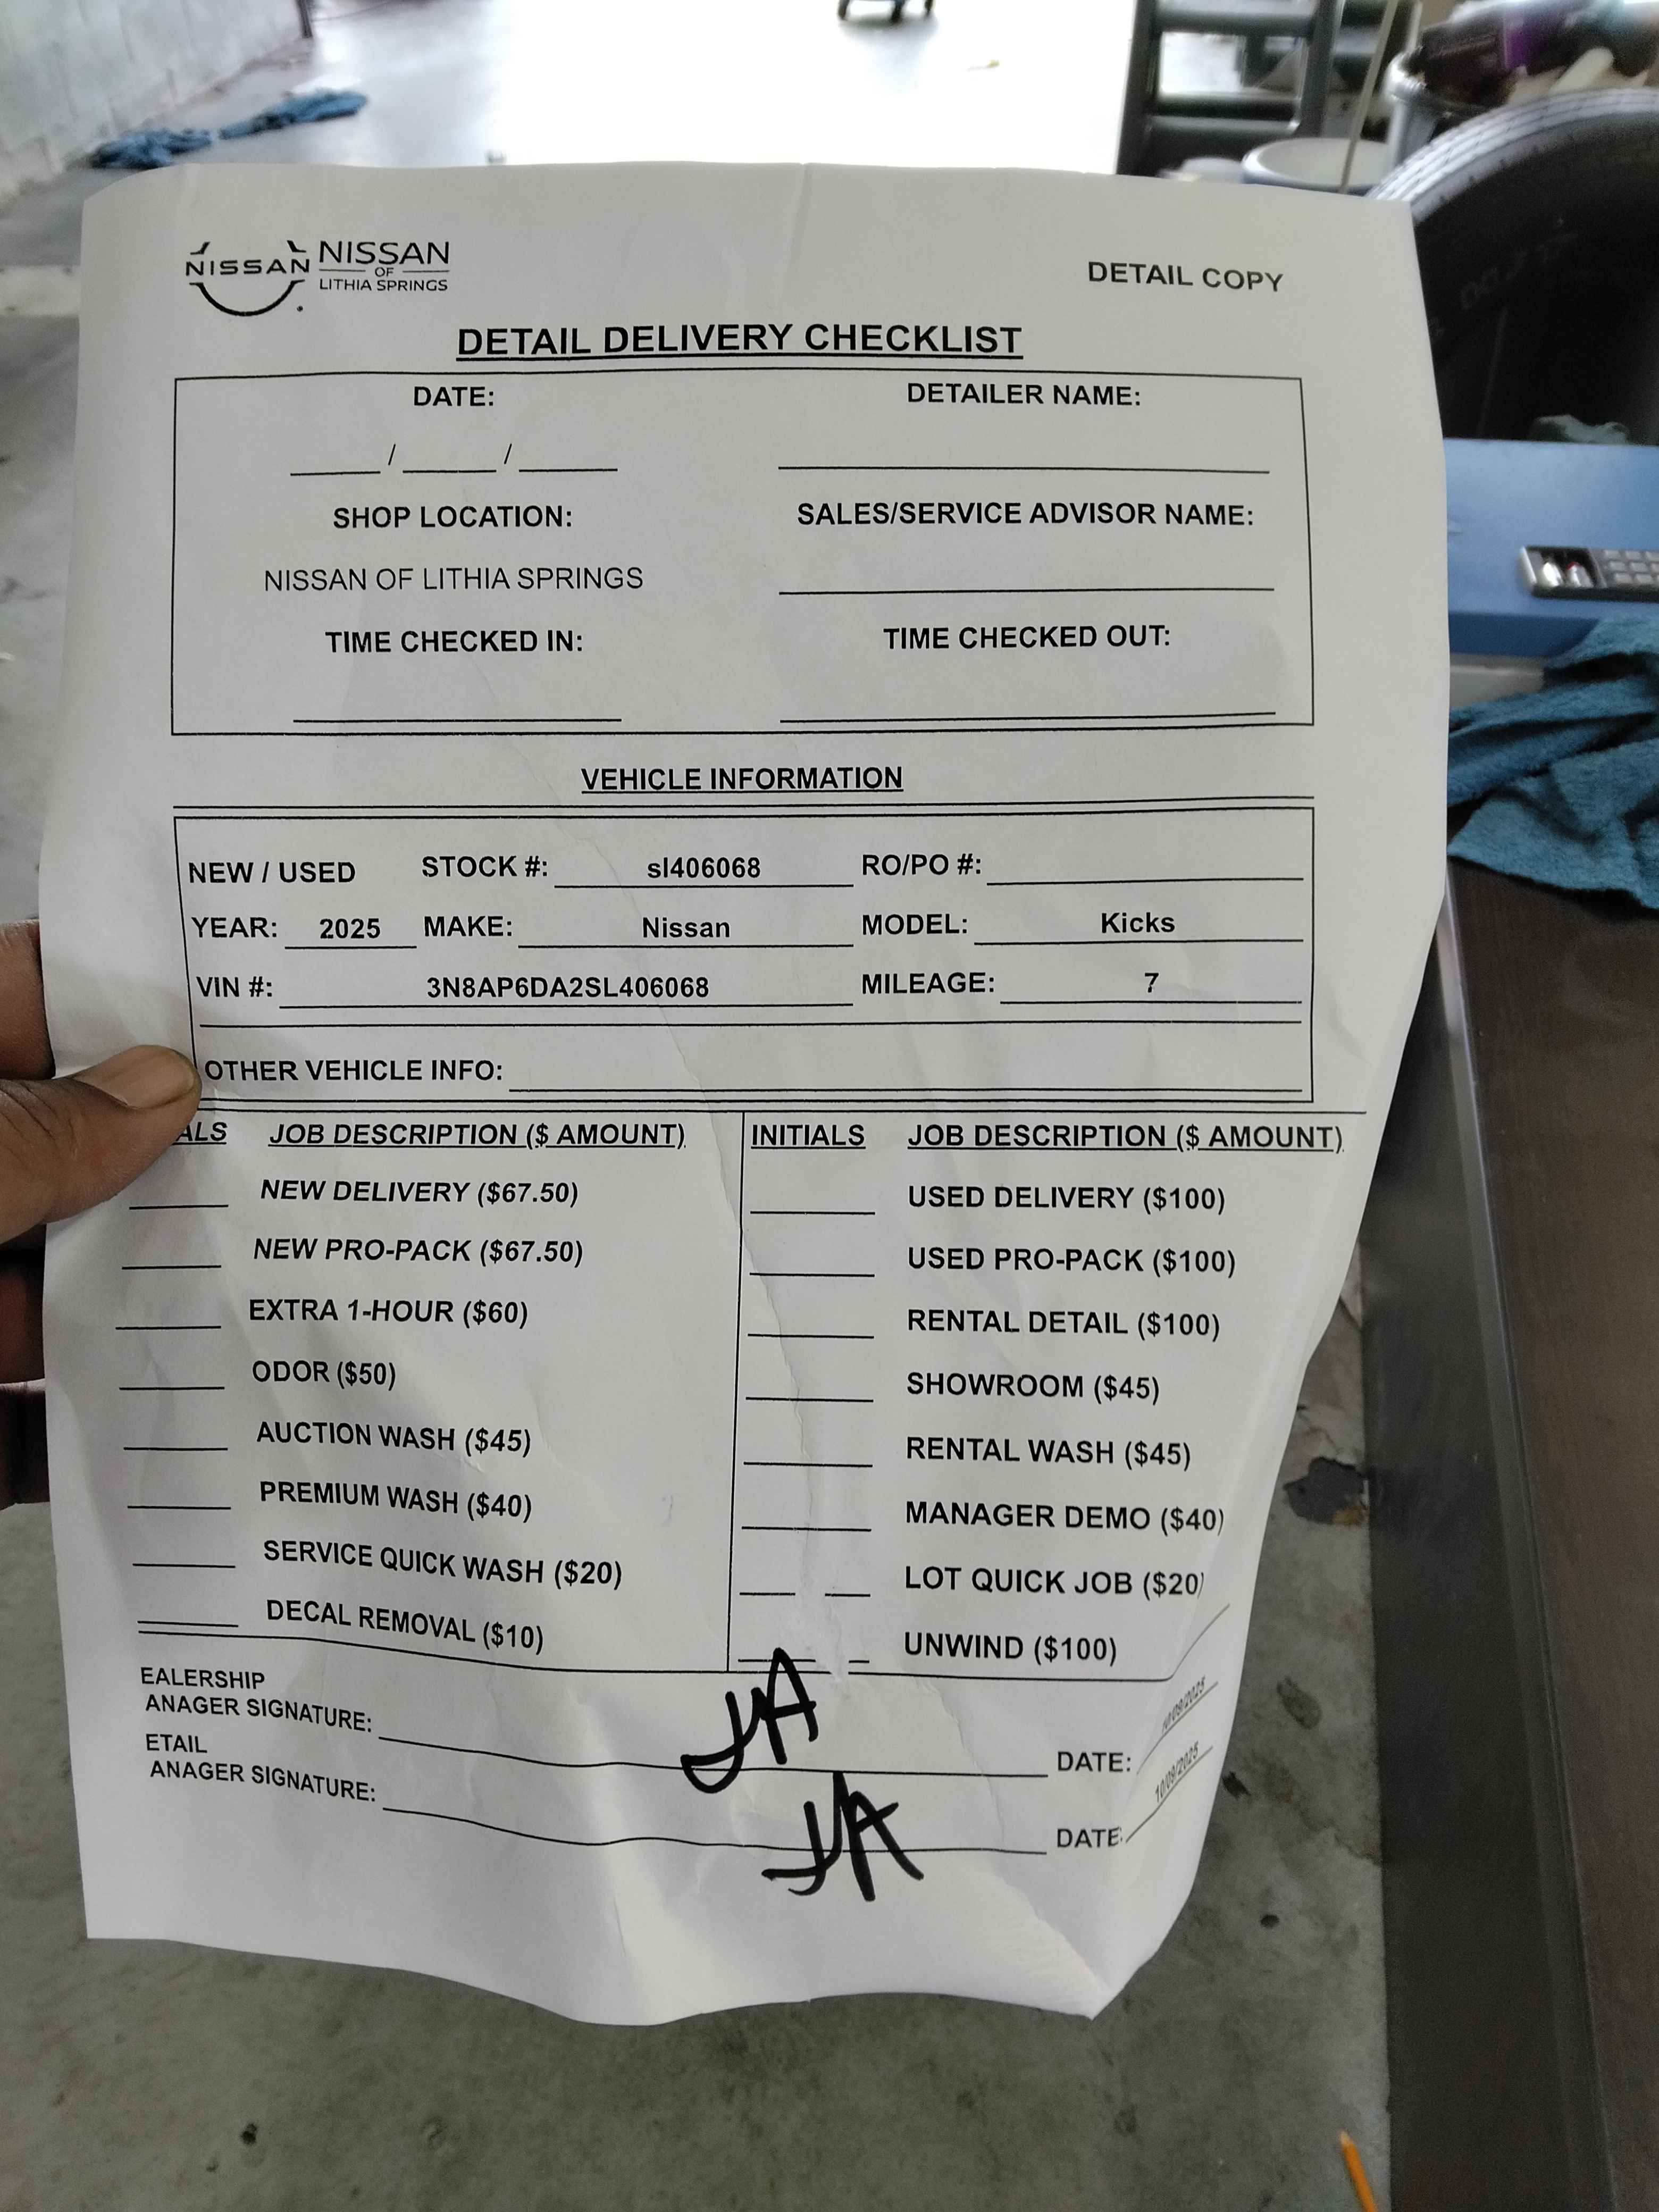 NISSAN NISSAN OF LITHIA SPRINGS
DETAIL COPY
DETAIL DELIVERY CHECKLIST
DATE: DETAILER NAME:
/ /
SHOP LOCATION: SALES/SERVICE ADVISOR NAME:
NISSAN OF LITHIA SPRINGS
TIME CHECKED IN: TIME CHECKED OUT:
VEHICLE INFORMATION
NEW / USED STOCK #: sl406068 RO/PO #:
YEAR: 2025 MAKE: Nissan MODEL: Kicks
VIN #: 3N8AP6DA2SL406068 MILEAGE: 7
OTHER VEHICLE INFO:
ALS JOB DESCRIPTION ($ AMOUNT) INITIALS JOB DESCRIPTION ($ AMOUNT)
NEW DELIVERY ($67.50) USED DELIVERY ($100)
NEW PRO-PACK ($67.50) USED PRO-PACK ($100)
EXTRA 1-HOUR ($60) RENTAL DETAIL ($100)
ODOR ($50) SHOWROOM ($45)
AUCTION WASH ($45) RENTAL WASH ($45)
PREMIUM WASH ($40) MANAGER DEMO ($40)
SERVICE QUICK WASH ($20) LOT QUICK JOB ($20)
DECAL REMOVAL ($10) UNWIND ($100)
EALERSHIP
ANAGER SIGNATURE: JA DATE: 10/09/2025
ETAIL
ANAGER SIGNATURE: JA DATE: 10/09/2025